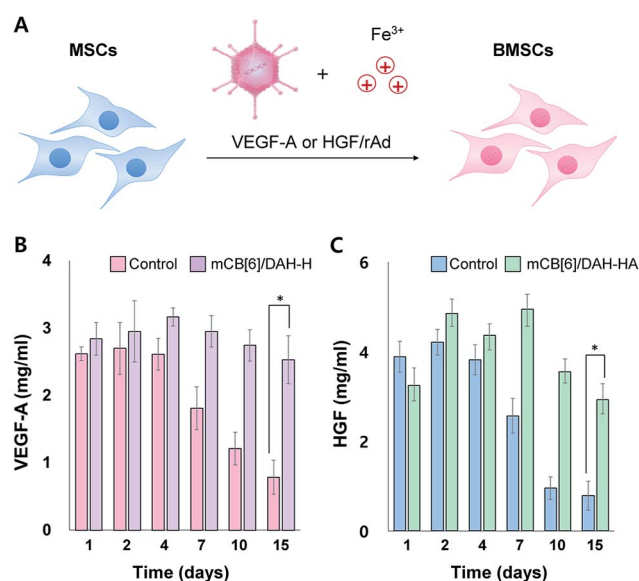 A
MSCs
Fe³⁺
BMSCs
+
+ + +
VEGF-A or HGF/rAd
B
Control mCB[6]/DAH-H
*
VEGF-A (mg/ml)
4
3
2
1
0
1 2 4 7 10 15
Time (days)
C
Control mCB[6]/DAH-HA
*
HGF (mg/ml)
6
4
2
0
1 2 4 7 10 15
Time (days)